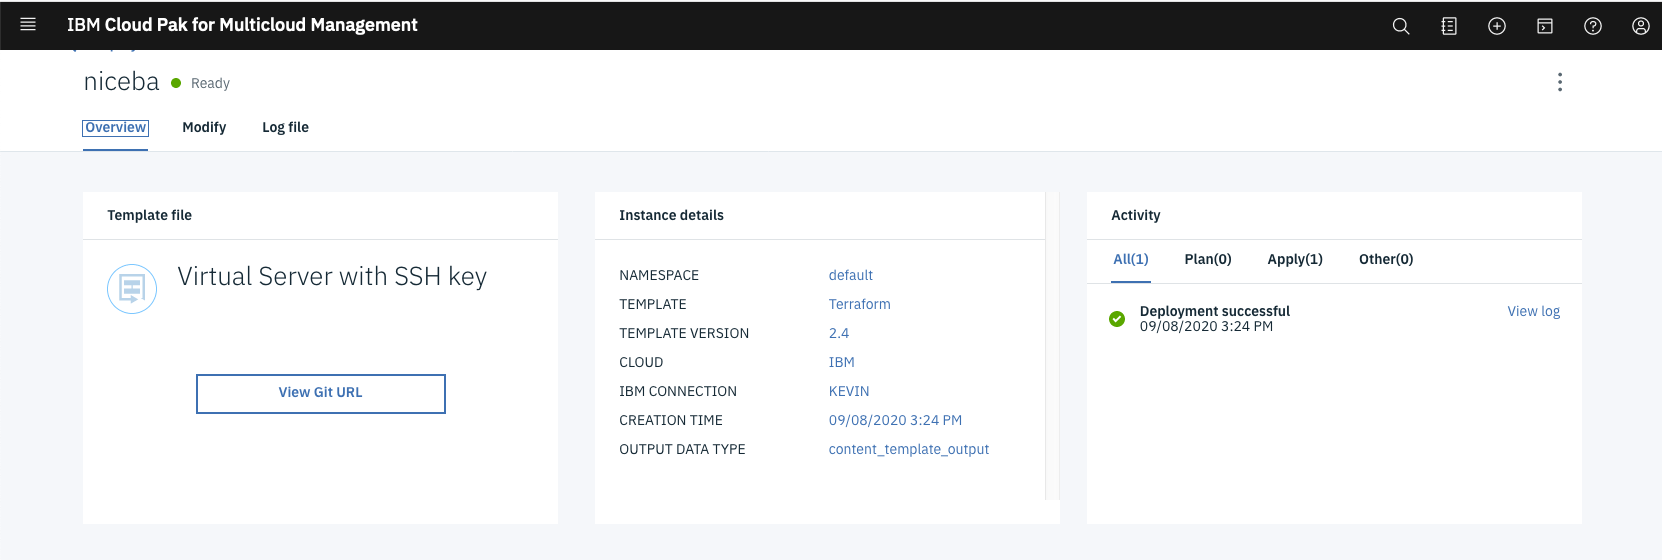 IBM Cloud Pak for Multicloud Management
niceba Ready
Overview Modify Log file
Template file
Virtual Server with SSH key
View Git URL
Instance details
NAMESPACE default
TEMPLATE Terraform
TEMPLATE VERSION 2.4
CLOUD IBM
IBM CONNECTION KEVIN
CREATION TIME 09/08/2020 3:24 PM
OUTPUT DATA TYPE content_template_output
Activity
All(1) Plan(0) Apply(1) Other(0)
Deployment successful View log
09/08/2020 3:24 PM